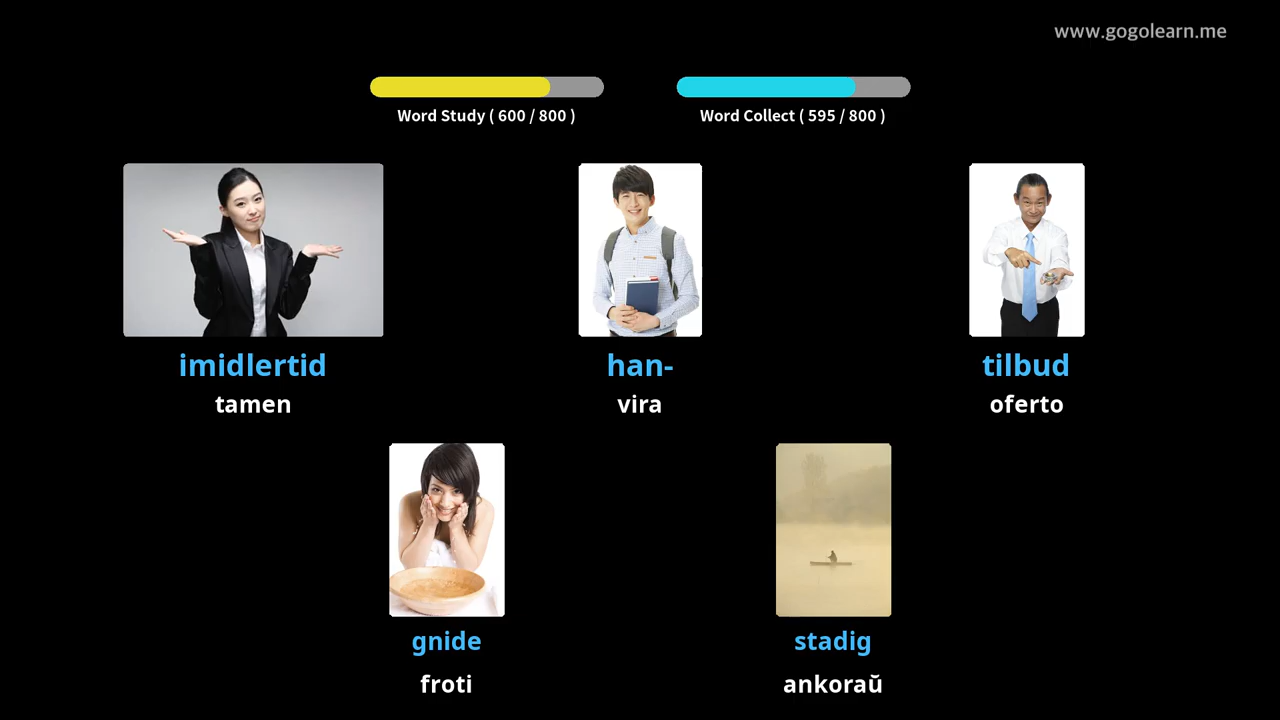 www.gogolearn.me
Word Study ( 600 / 800 )
Word Collect ( 595 / 800 )
imidlertid
tamen
han-
vira
tilbud
oferto
gnide
froti
stadig
ankoraŭ